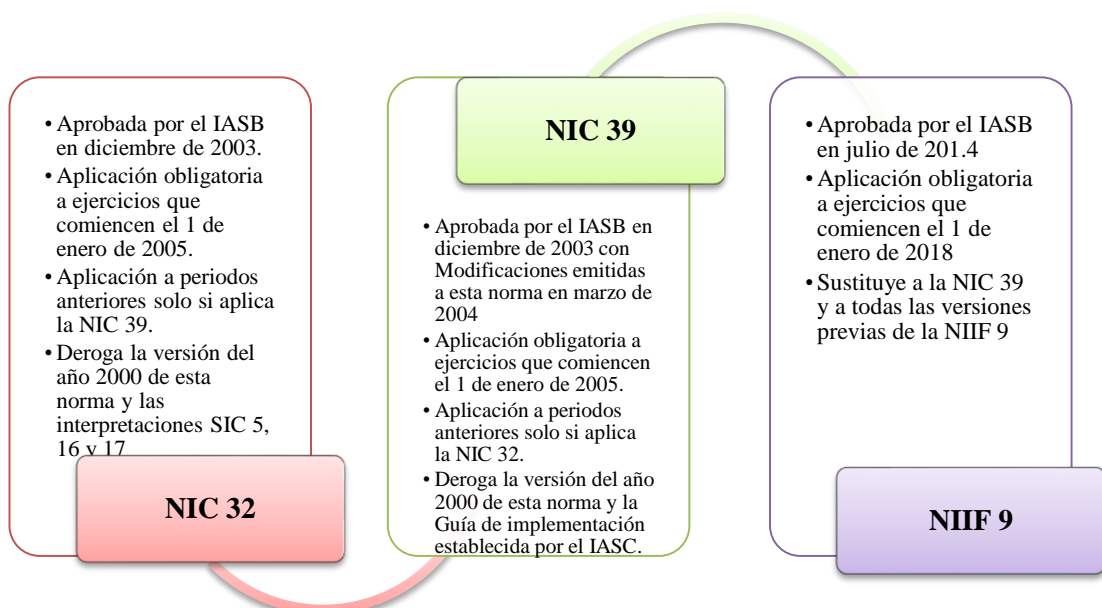 • Aprobada por el IASB
en diciembre de 2003.
• Aplicación obligatoria
a ejercicios que
comiencen el 1 de
enero de 2005.
• Aplicación a periodos
anteriores solo si aplica
la NIC 39.
• Deroga la versión del
año 2000 de esta
norma y las
interpretaciones SIC 5,
16 y 17
NIC 32
NIC 39
• Aprobada por el IASB en
diciembre de 2003 con
Modificaciones emitidas
a esta norma en marzo de
2004
• Aplicación obligatoria a
ejercicios que comiencen
el 1 de enero de 2005.
• Aplicación a periodos
anteriores solo si aplica
la NIC 32.
• Deroga la versión del año
2000 de esta norma y la
Guía de implementación
establecida por el IASC.
• Aprobada por el IASB
en julio de 201.4
• Aplicación obligatoria
a ejercicios que
comiencen el 1 de
enero de 2018
• Sustituye a la NIC 39
y a todas las versiones
previas de la NIIF 9
NIIF 9